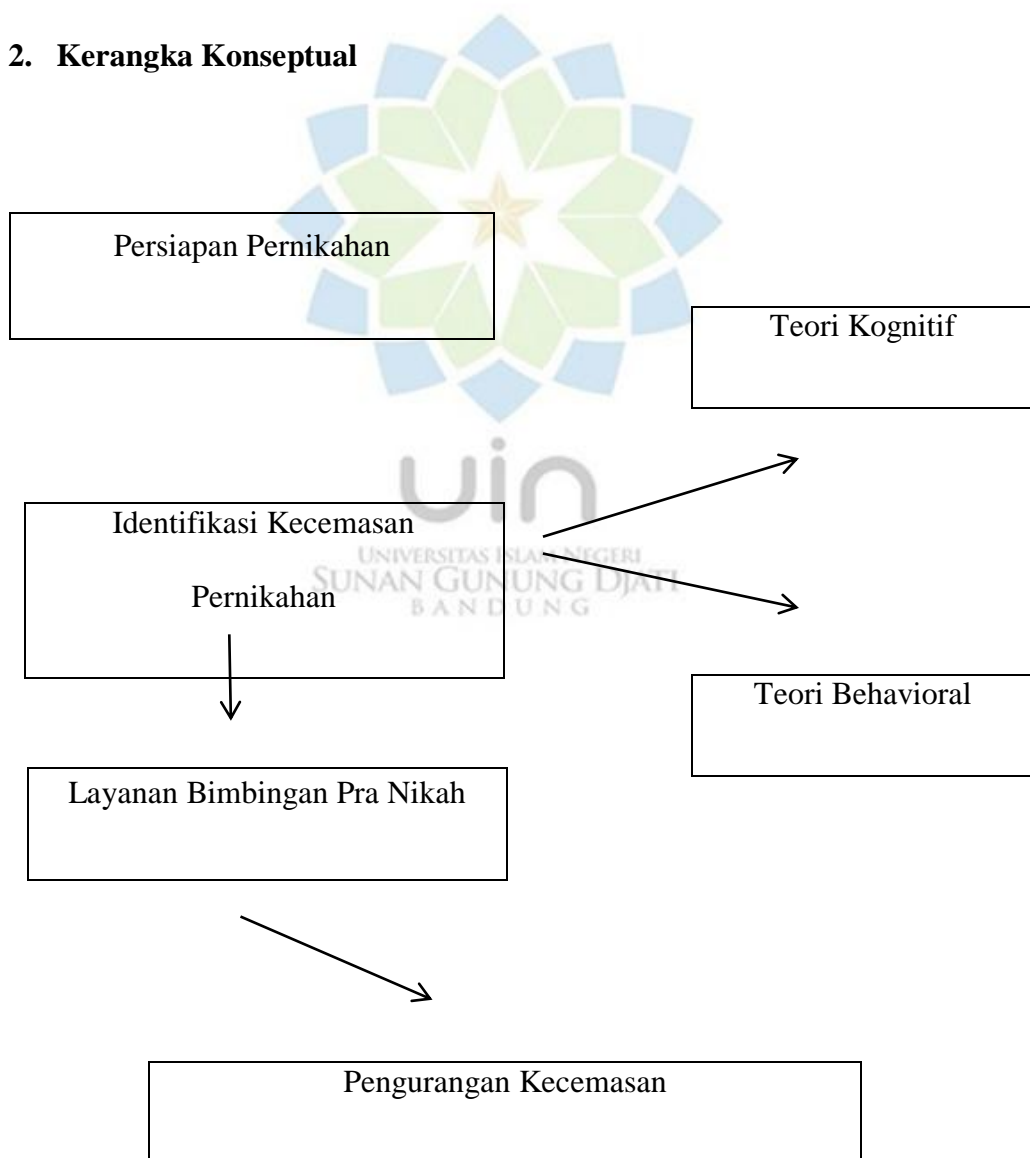 2. Kerangka Konseptual
Persiapan Pernikahan
Teori Kognitif
uin
Identifikasi Kecemasan
UNIVERSITAS ISLAM NEGERI
SUNAN GUNUNG DJATI
Pernikahan
BANDUNG
Teori Behavioral
Layanan Bimbingan Pra Nikah
Pengurangan Kecemasan